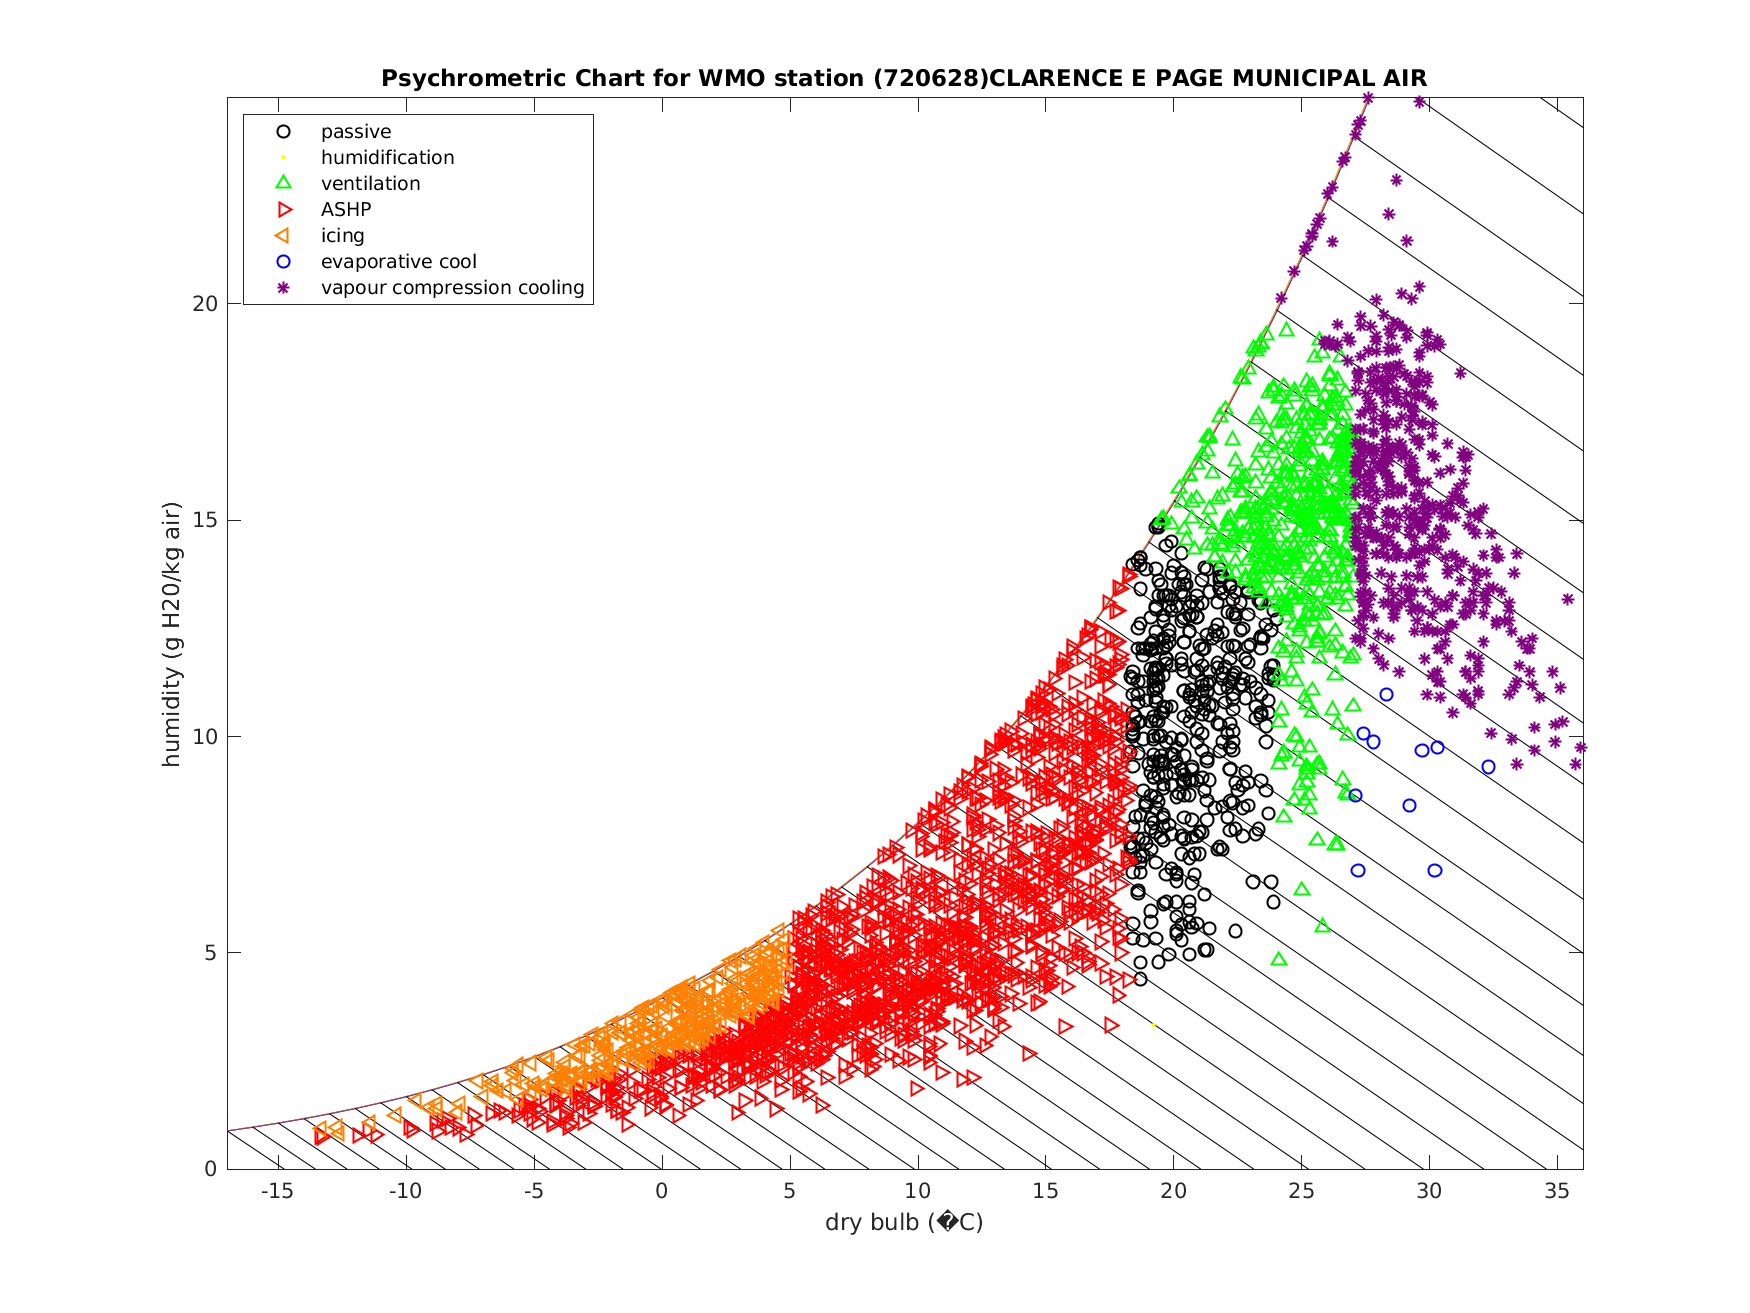 Psychrometric Chart for WMO station (720628)CLARENCE E PAGE MUNICIPAL AIR
passive
humidification
ventilation
ASHP
icing
evaporative cool
vapour compression cooling
humidity (g H20/kg air)
20
15
10
5
0
-15 -10 -5 0 5 10 15 20 25 30 35
dry bulb (�C)